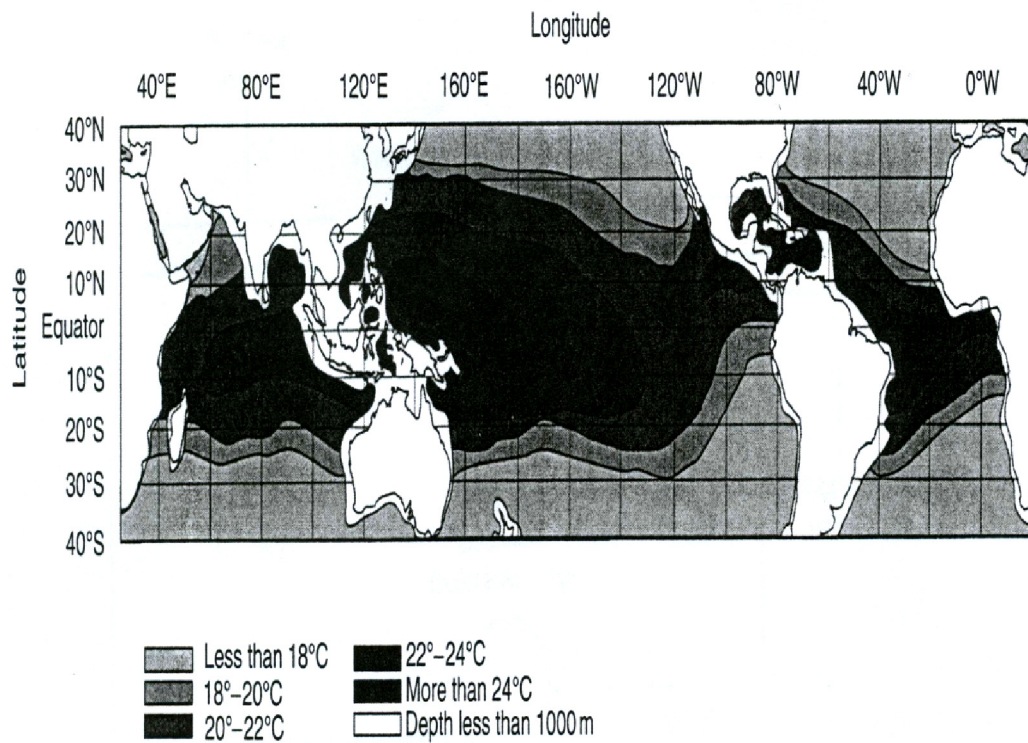 Longitude
40°E 80°E 120°E 160°E 160°W 120°W 80°W 40°W 0°W
Latitude
40°N
30°N
20°N
10°N
Equator
10°S
20°S
30°S
40°S
Less than 18°C
18°–20°C
20°–22°C
22°–24°C
More than 24°C
Depth less than 1000m